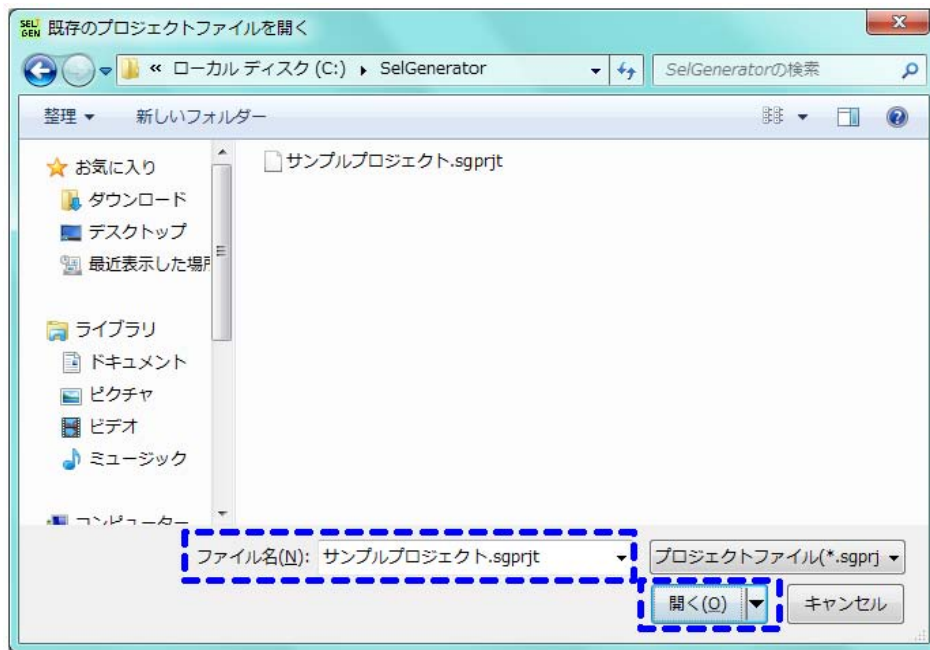 SEL GEN 既存のプロジェクトファイルを開く
« ローカル ディスク (C:) ▸ SelGenerator SelGeneratorの検索
整理 ▼ 新しいフォルダー
お気に入り
ダウンロード
デスクトップ
最近表示した場所
ライブラリ
ドキュメント
ピクチャ
ビデオ
ミュージック
コンピューター
サンプルプロジェクト.sgprjt
ファイル名(N): サンプルプロジェクト.sgprjt
プロジェクトファイル(*.sgprj
開く(O) キャンセル